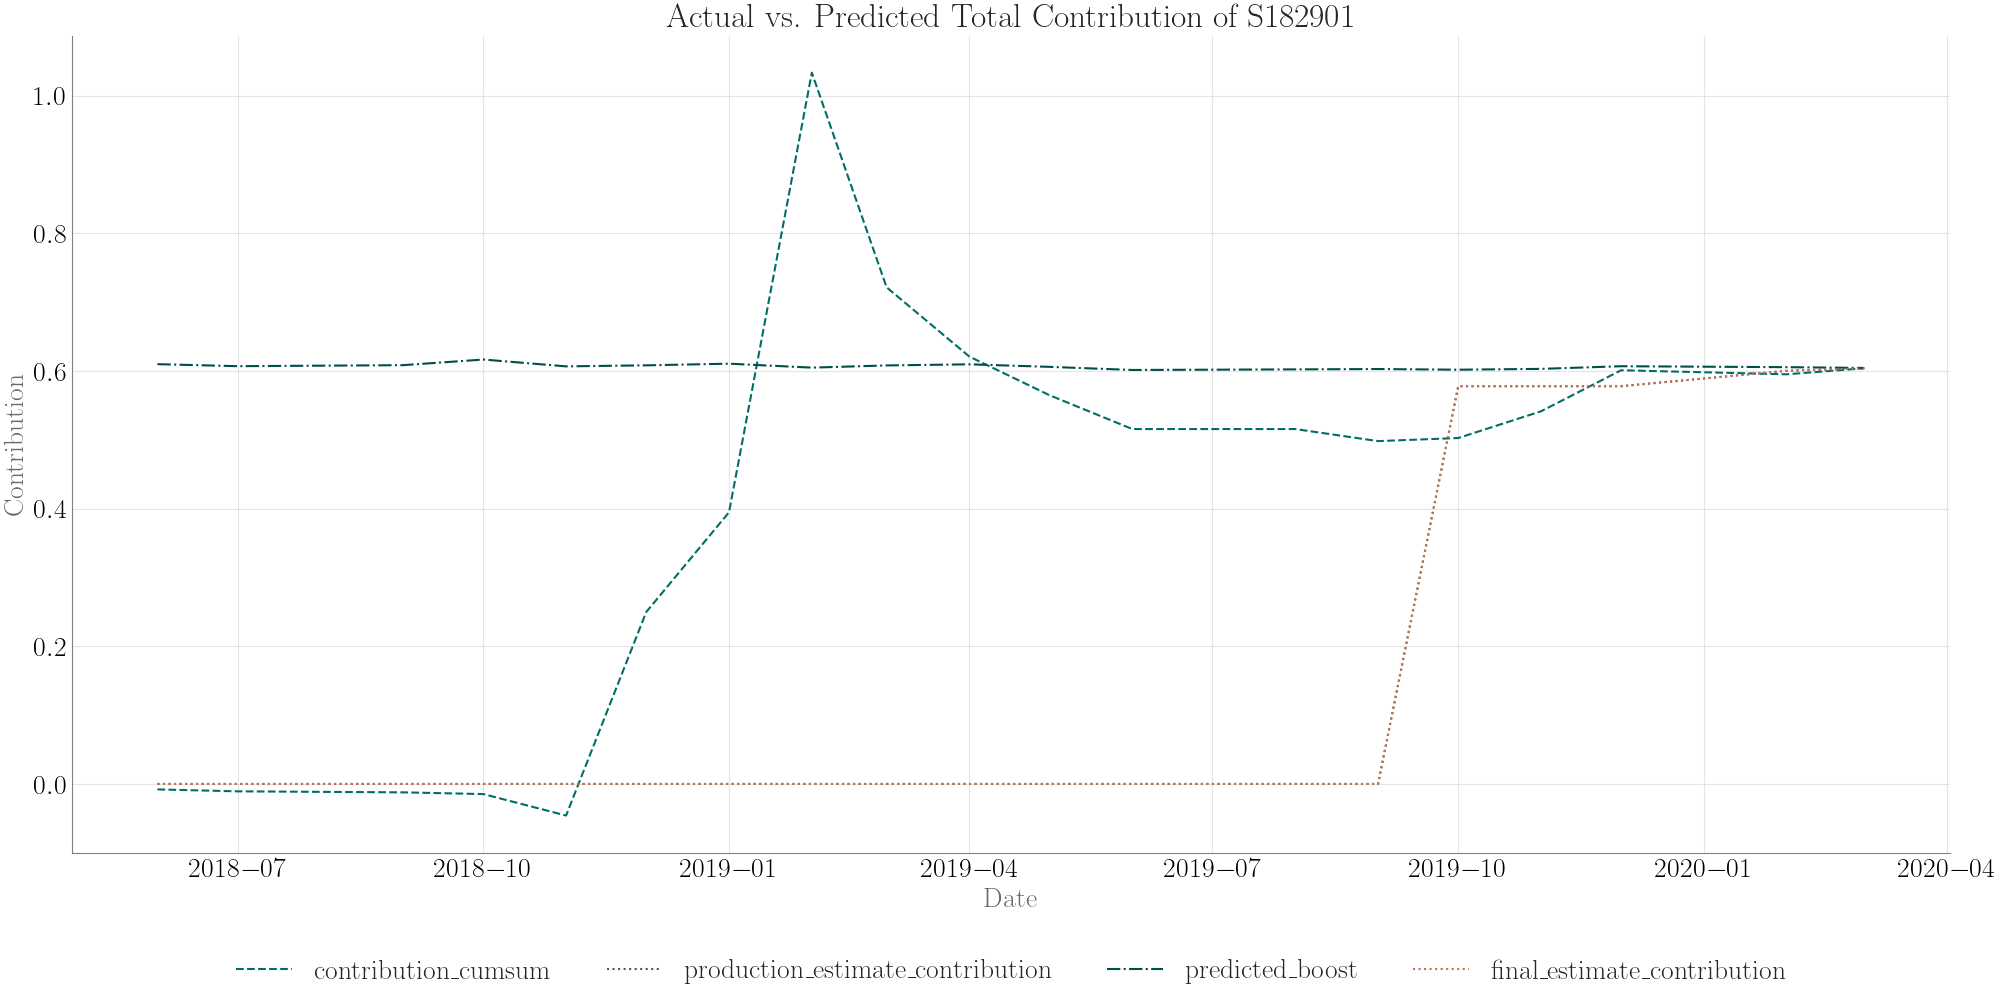 Actual vs. Predicted Total Contribution of S182901
1.0
0.8
0.6
0.4
0.2
0.0
Contribution
2018−07 2018−10 2019−01 2019−04 2019−07 2019−10 2020−01 2020−04
Date
contribution_cumsum production_estimate_contribution predicted_boost final_estimate_contribution